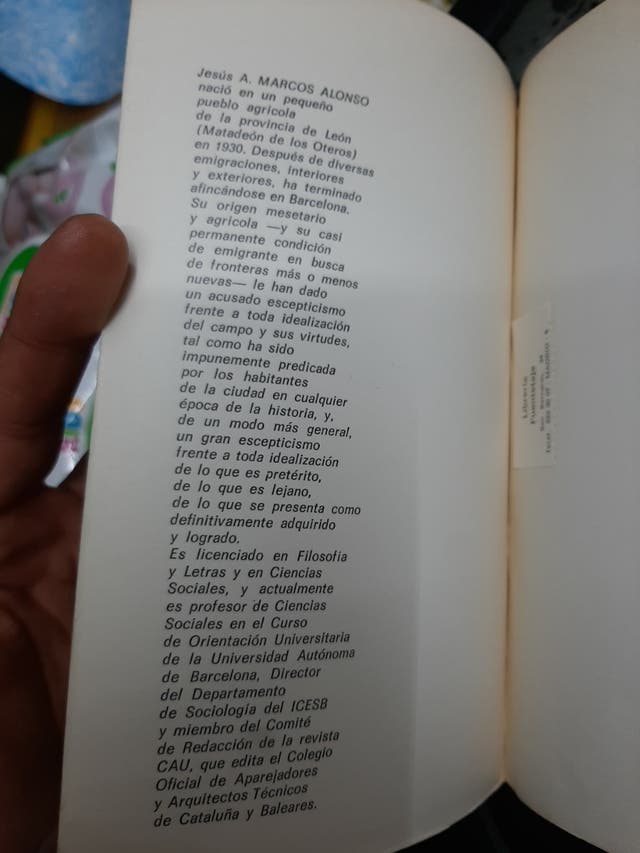 Jesús A. MARCOS ALONSO
nació en un pequeño
pueblo agrícola
de la provincia de León
(Matadeón de los Oteros)
en 1930. Después de diversas
emigraciones, interiores
y exteriores, ha terminado
afincándose en Barcelona.
Su origen mesetario
y agrícola —y su casi
permanente condición
de emigrante en busca
de fronteras más o menos
nuevas— le han dado
un acusado escepticismo
frente a toda idealización
del campo y sus virtudes,
tal como ha sido
impunemente predicada
por los habitantes
de la ciudad en cualquier
época de la historia, y,
de un modo más general,
un gran escepticismo
frente a toda idealización
de lo que es pretérito,
de lo que es lejano,
de lo que se presenta como
definitivamente adquirido
y logrado.
Es licenciado en Filosofía
y Letras y en Ciencias
Sociales, y actualmente
es profesor de Ciencias
Sociales en el Curso
de Orientación Universitaria
de la Universidad Autónoma
de Barcelona, Director
del Departamento
de Sociología del ICESB
y miembro del Comité
de Redacción de la revista
CAU, que edita el Colegio
Oficial de Aparejadores
y Arquitectos Técnicos
de Cataluña y Baleares.
Librería
Fuentetaja